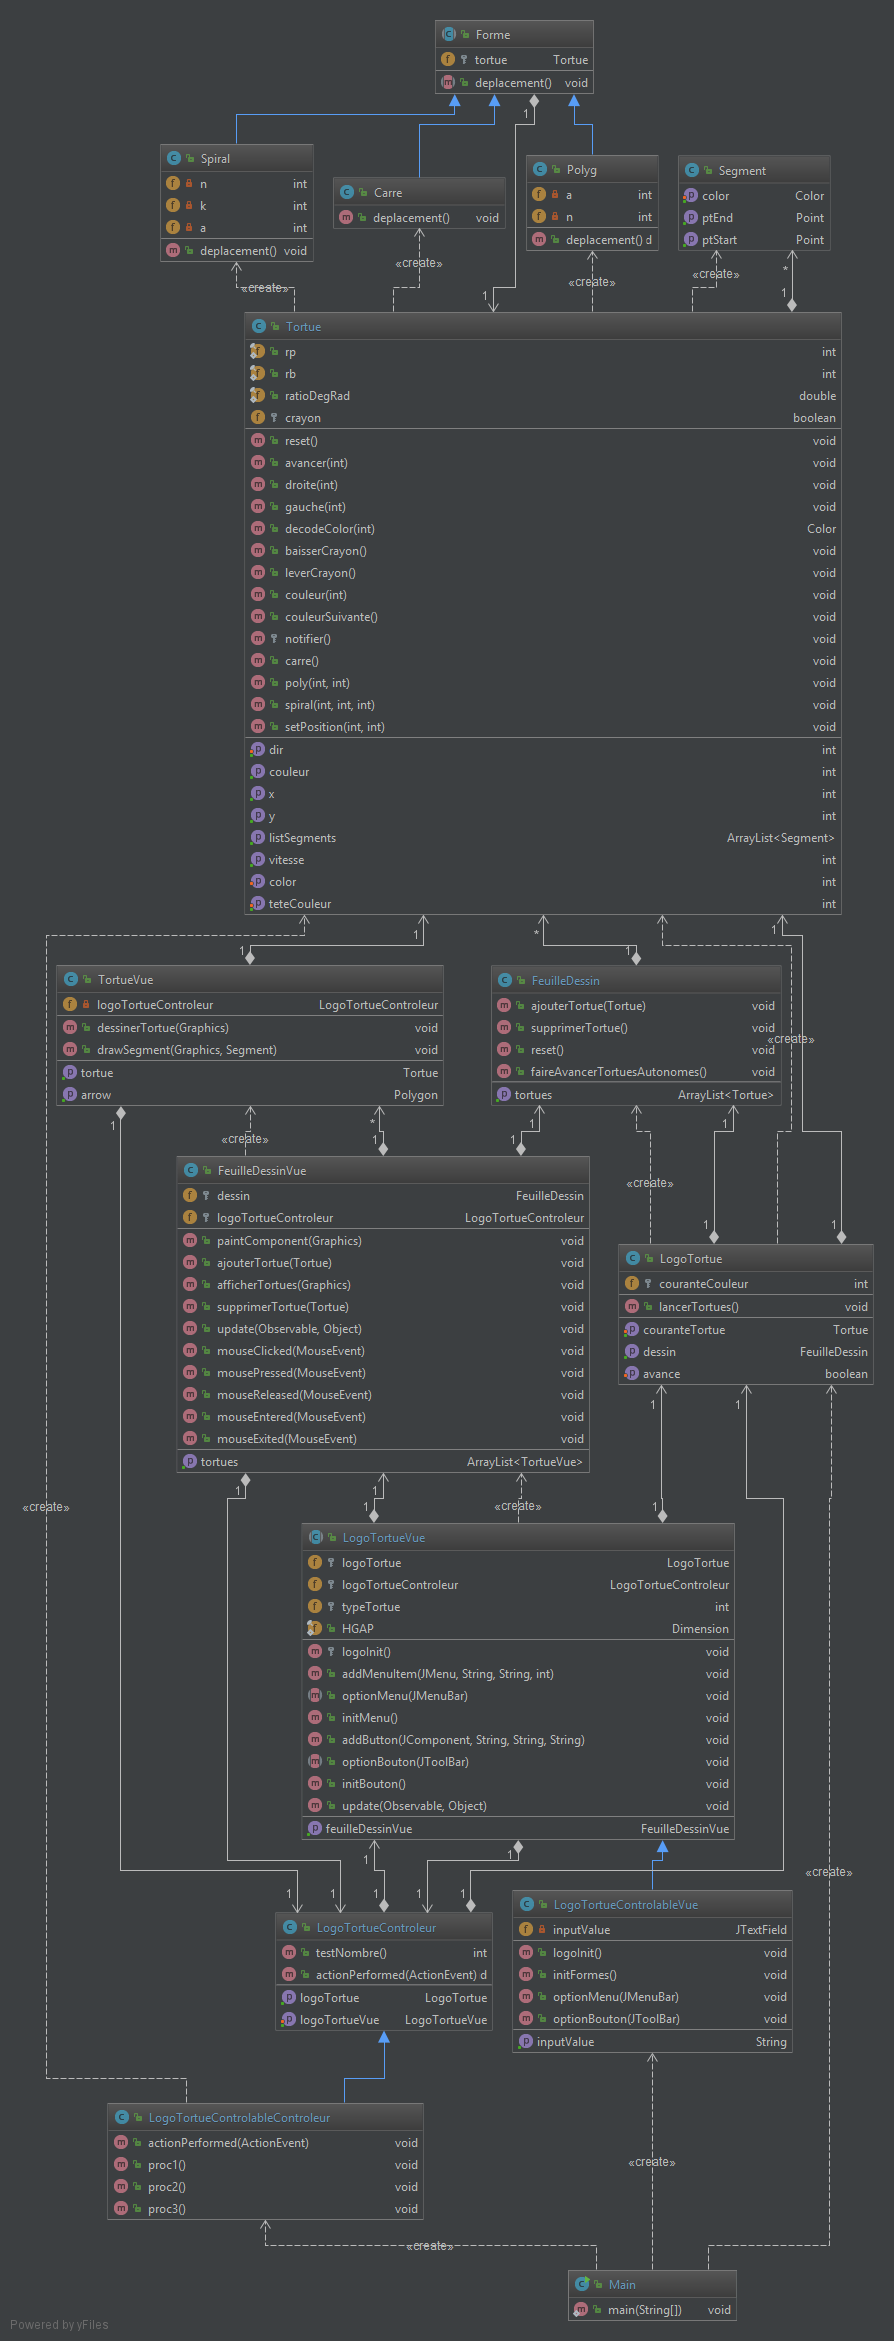 Forme
tortue Tortue
deplacement() void
1
Spiral
n int
k int
a int
deplacement() void
Carre
deplacement() void
Polyg
a int
n int
deplacement() d
Segment
color Color
ptEnd Point
ptStart Point
«create»
«create»
«create»
«create»
*
1
1
Tortue
rp int
rb int
ratioDegRad double
crayon boolean
reset() void
avancer(int) void
droite(int) void
gauche(int) void
decodeColor(int) Color
baisserCrayon() void
leverCrayon() void
couleur(int) void
couleurSuivante() void
notifier() void
carre() void
poly(int, int) void
spiral(int, int, int) void
setPosition(int, int) void
dir int
couleur int
x int
y int
listSegments ArrayList<Segment>
vitesse int
color int
teteCouleur int
1
*
1
1
1
TortueVue
logoTortueControleur LogoTortueControleur
dessinerTortue(Graphics) void
drawSegment(Graphics, Segment) void
tortue Tortue
arrow Polygon
FeuilleDessin
ajouterTortue(Tortue) void
supprimerTortue() void
reset() void
faireAvancerTortuesAutonomes() void
tortues ArrayList<Tortue>
«create»
1
«create»
*
1
1
1
1
«create»
1
1
FeuilleDessinVue
dessin FeuilleDessin
logoTortueControleur LogoTortueControleur
paintComponent(Graphics) void
ajouterTortue(Tortue) void
afficherTortues(Graphics) void
supprimerTortue(Tortue) void
update(Observable, Object) void
mouseClicked(MouseEvent) void
mousePressed(MouseEvent) void
mouseReleased(MouseEvent) void
mouseEntered(MouseEvent) void
mouseExited(MouseEvent) void
tortues ArrayList<TortueVue>
LogoTortue
couranteCouleur int
lancerTortues() void
couranteTortue Tortue
dessin FeuilleDessin
avance boolean
1
1
1
1
1
«create»
«create»
1
LogoTortueVue
logoTortue LogoTortue
logoTortueControleur LogoTortueControleur
typeTortue int
HGAP Dimension
logoInit() void
addMenuItem(JMenu, String, String, int) void
optionMenu(JMenuBar) void
initMenu() void
addButton(JComponent, String, String, String) void
optionBouton(JToolBar) void
initBouton() void
update(Observable, Object) void
feuilleDessinVue FeuilleDessinVue
1
1
«create»
1
1
1
1
1
LogoTortueControleur
testNombre() int
actionPerformed(ActionEvent) d
logoTortue LogoTortue
logoTortueVue LogoTortueVue
LogoTortueControlableVue
inputValue JTextField
logoInit() void
initFormes() void
optionMenu(JMenuBar) void
optionBouton(JToolBar) void
inputValue String
LogoTortueControlableControleur
actionPerformed(ActionEvent) void
proc1() void
proc2() void
proc3() void
«create»
«create»
Main
main(String[]) void
Powered by yFiles